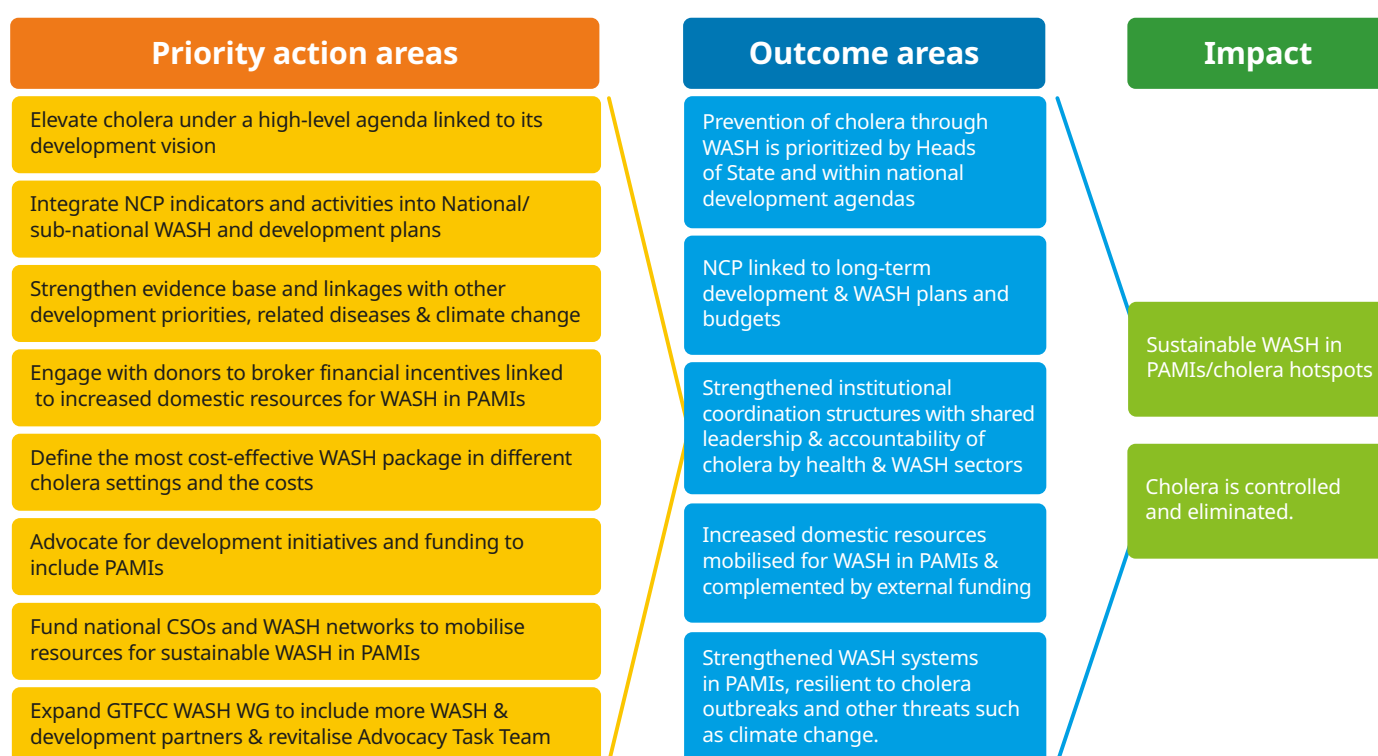 Priority action areas
Elevate cholera under a high-level agenda linked to its
development vision
Integrate NCP indicators and activities into National/
sub-national WASH and development plans
Strengthen evidence base and linkages with other
development priorities, related diseases & climate change
Engage with donors to broker financial incentives linked
to increased domestic resources for WASH in PAMIs
Define the most cost-effective WASH package in different
cholera settings and the costs
Advocate for development initiatives and funding to
include PAMIs
Fund national CSOs and WASH networks to mobilise
resources for sustainable WASH in PAMIs
Expand GTFCC WASH WG to include more WASH &
development partners & revitalise Advocacy Task Team
Outcome areas
Prevention of cholera through
WASH is prioritized by Heads
of State and within national
development agendas
NCP linked to long-term
development & WASH plans and
budgets
Strengthened institutional
coordination structures with shared
leadership & accountability of
cholera by health & WASH sectors
Increased domestic resources
mobilised for WASH in PAMIs &
complemented by external funding
Strengthened WASH systems
in PAMIs, resilient to cholera
outbreaks and other threats such
as climate change.
Impact
Sustainable WASH in
PAMIs/cholera hotspots
Cholera is controlled
and eliminated.